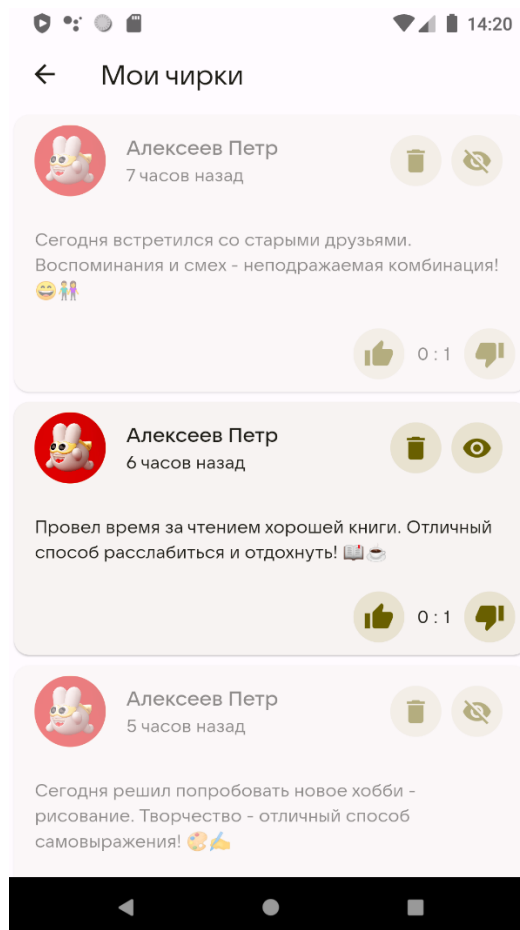 14:20
Мои чирки
Алексеев Петр
7 часов назад
Сегодня встретился со старыми друзьями.
Воспоминания и смех - неподражаемая комбинация!
😄👫
0 : 1
Алексеев Петр
6 часов назад
Провел время за чтением хорошей книги. Отличный
способ расслабиться и отдохнуть! 📖☕
0 : 1
Алексеев Петр
5 часов назад
Сегодня решил попробовать новое хобби -
рисование. Творчество - отличный способ
самовыражения! 🎨✍️